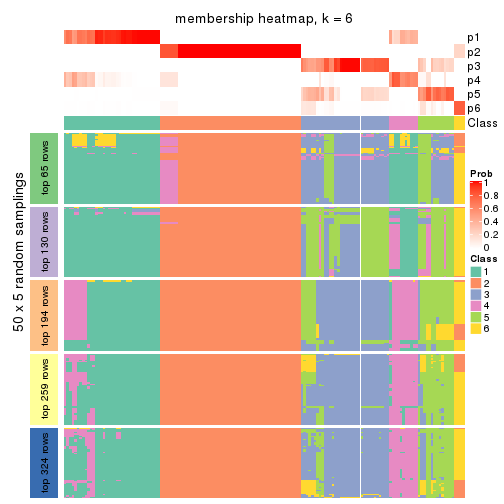 membership heatmap, k = 6
p1
p2
p3
p4
p5
p6
Class
50 x 5 random samplings
top 65 rows
top 130 rows
top 194 rows
top 259 rows
top 324 rows
Prob
1
0.8
0.6
0.4
0.2
0
Class
1
2
3
4
5
6